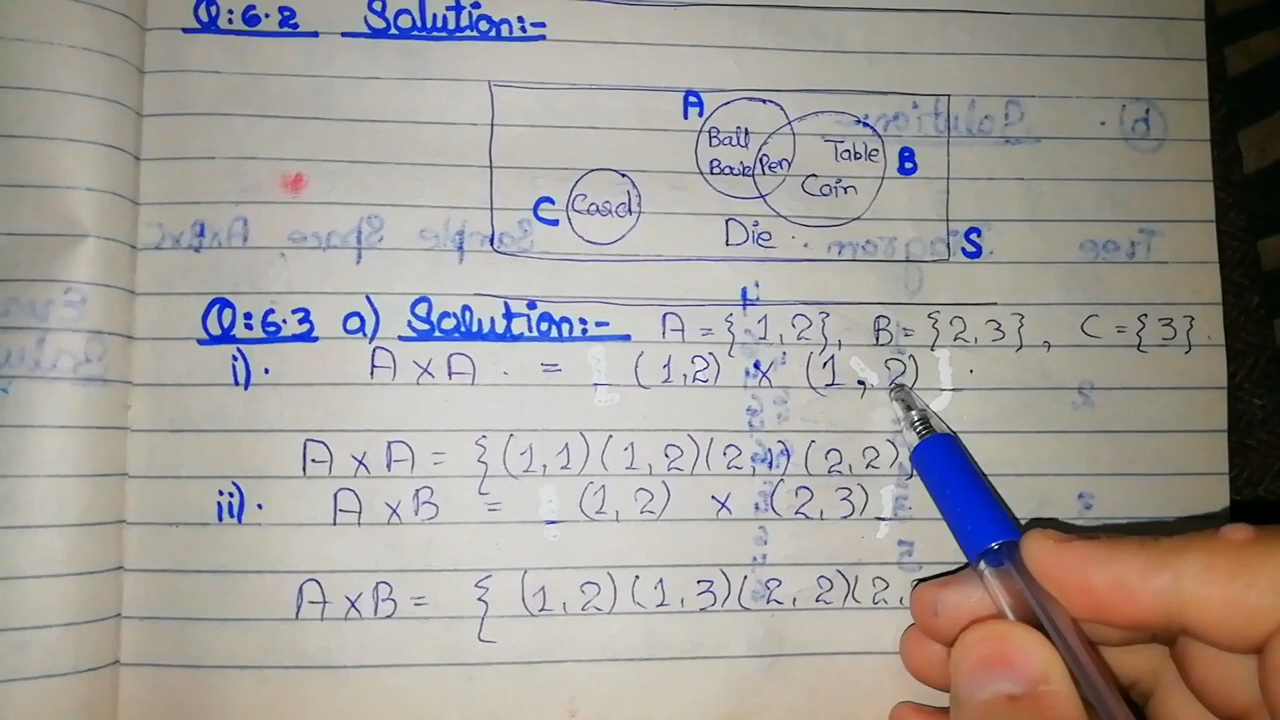 Q:6.2 Solution:-
A
Ball
Book
Pen
Table
Coin
B
C
Card
Die
S
Q:6.3 a) Solution:- A = {1,2}, B = {2,3}, C = {3}.
i). A × A = (1,2) × (1, 2)
A × A = {(1,1)(1,2)(2,1)(2,2)
ii). A × B = (1,2) × (2,3)
A × B = { (1,2)(1,3)(2,2)(2,